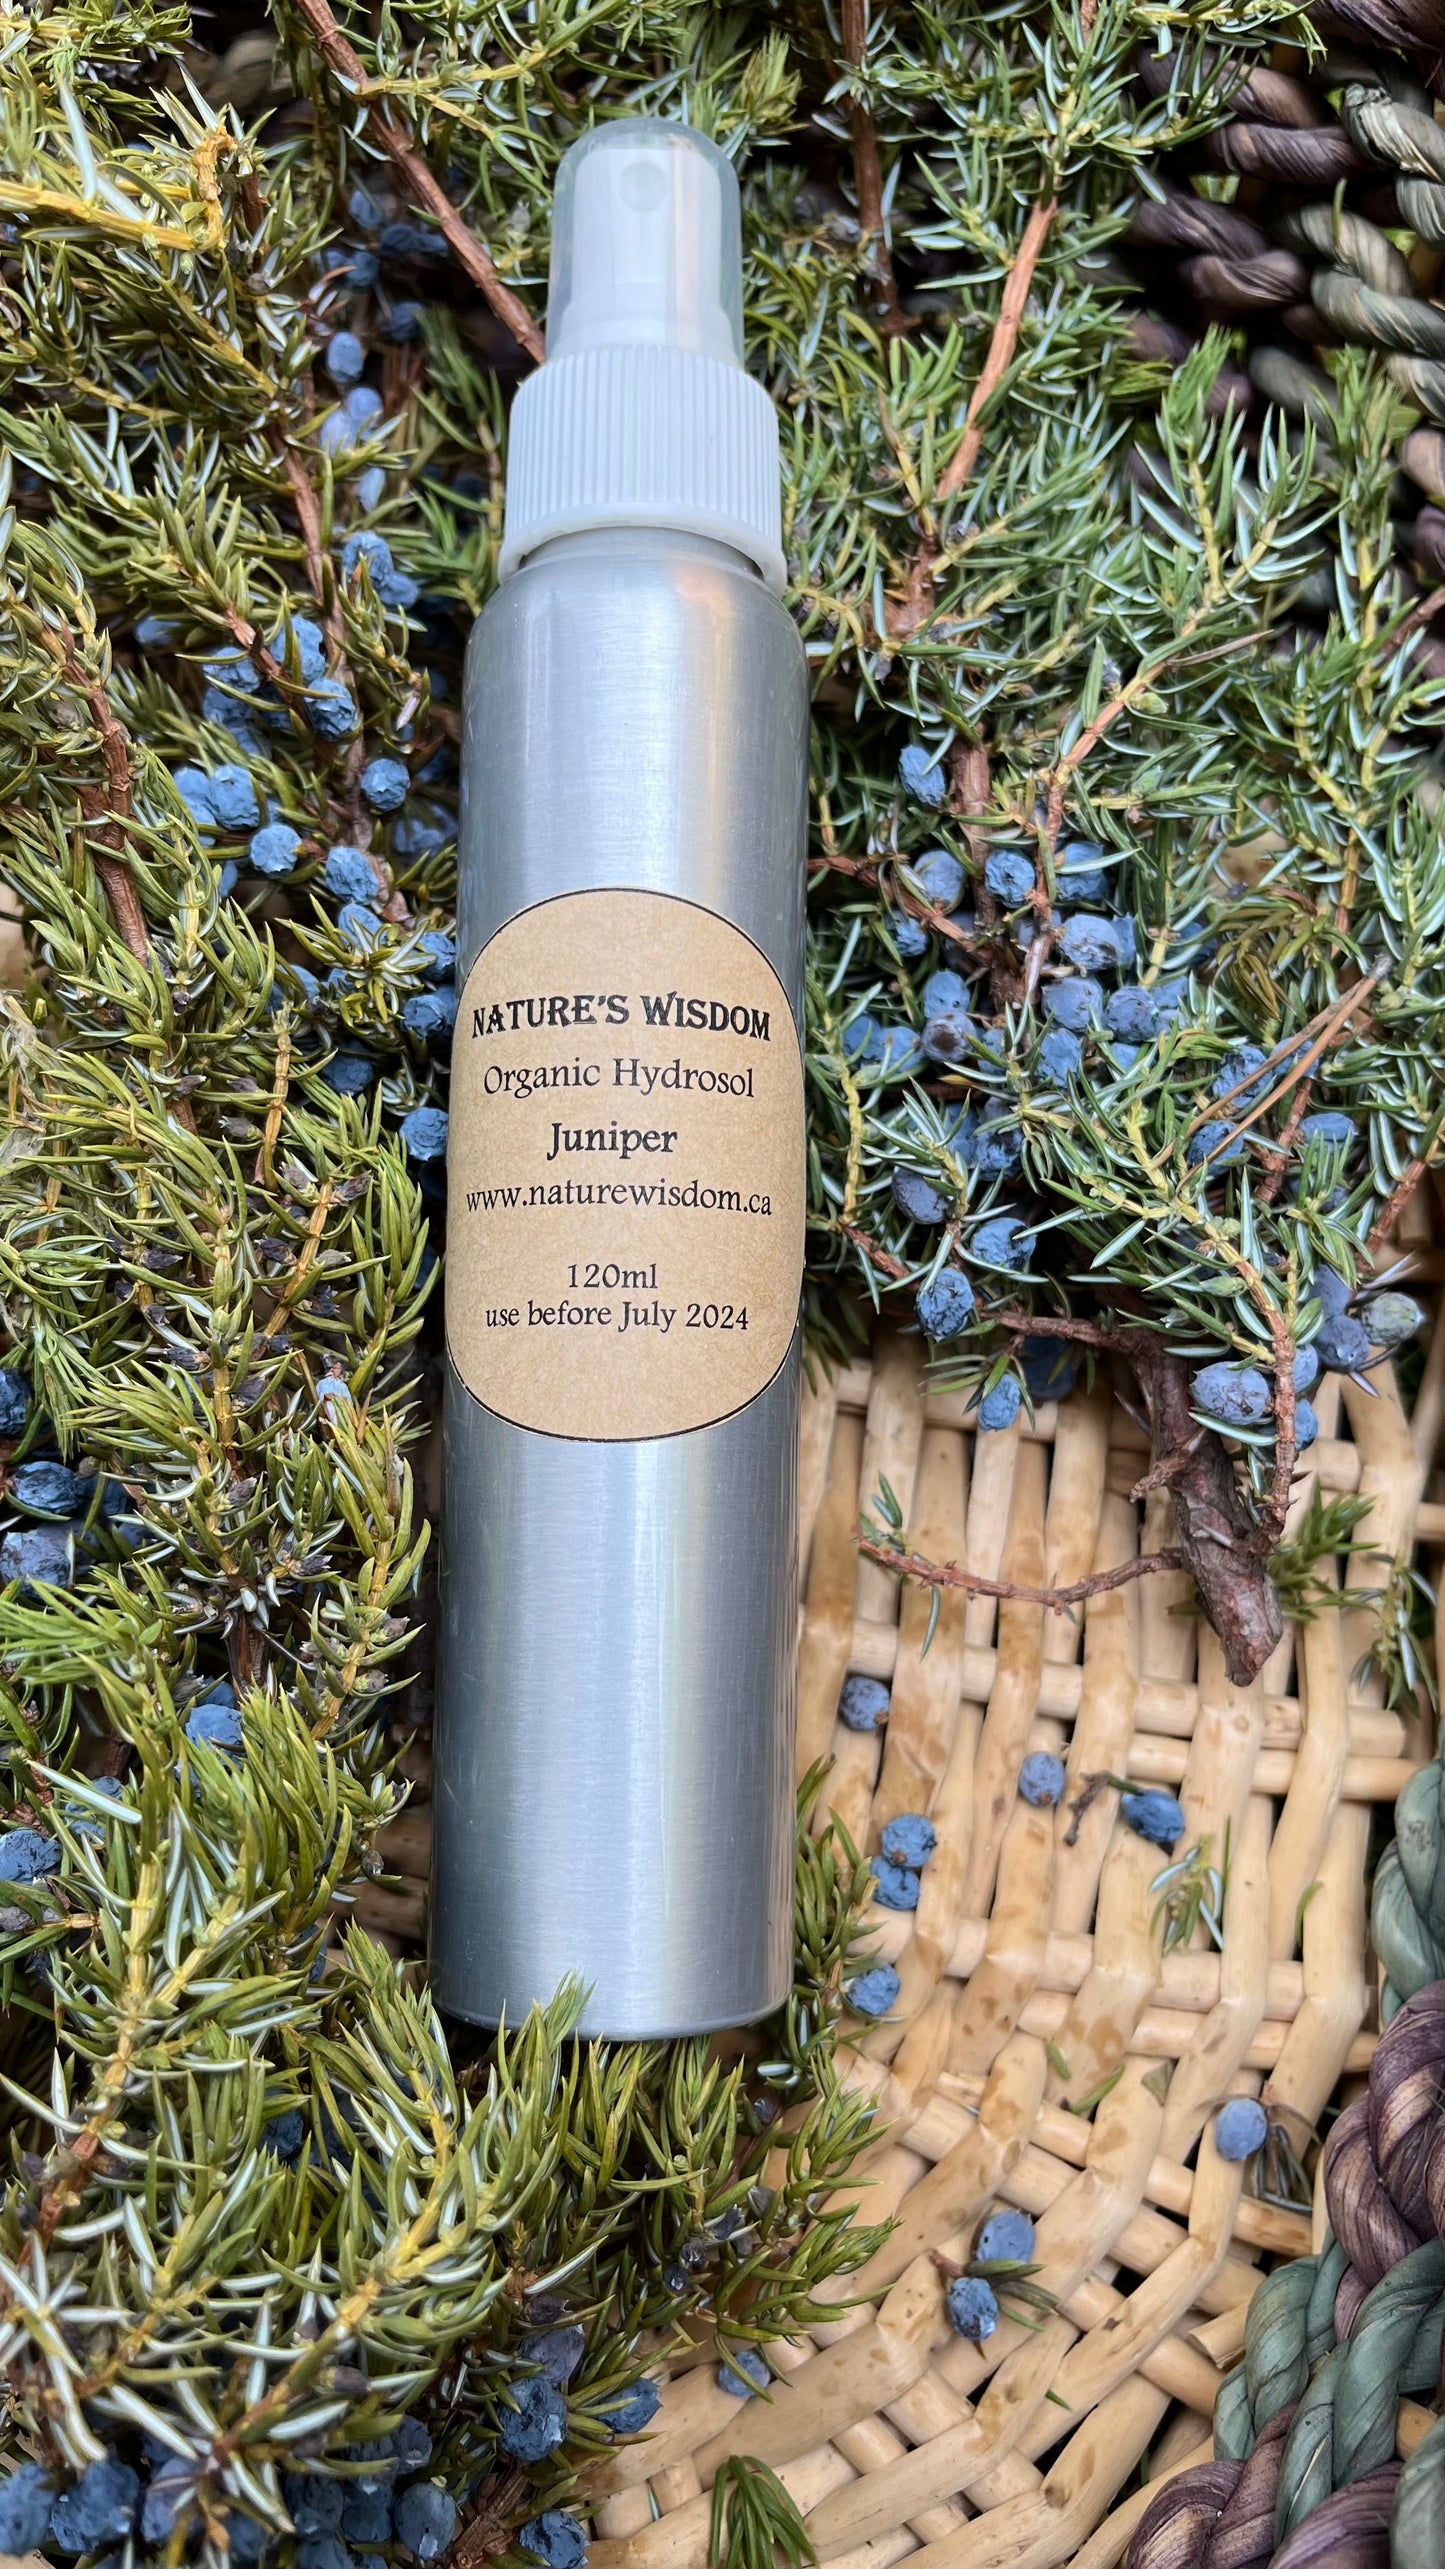 NATURE'S WISDOM
Organic Hydrosol
Juniper
www.naturewisdom.ca
120ml
use before July 2024